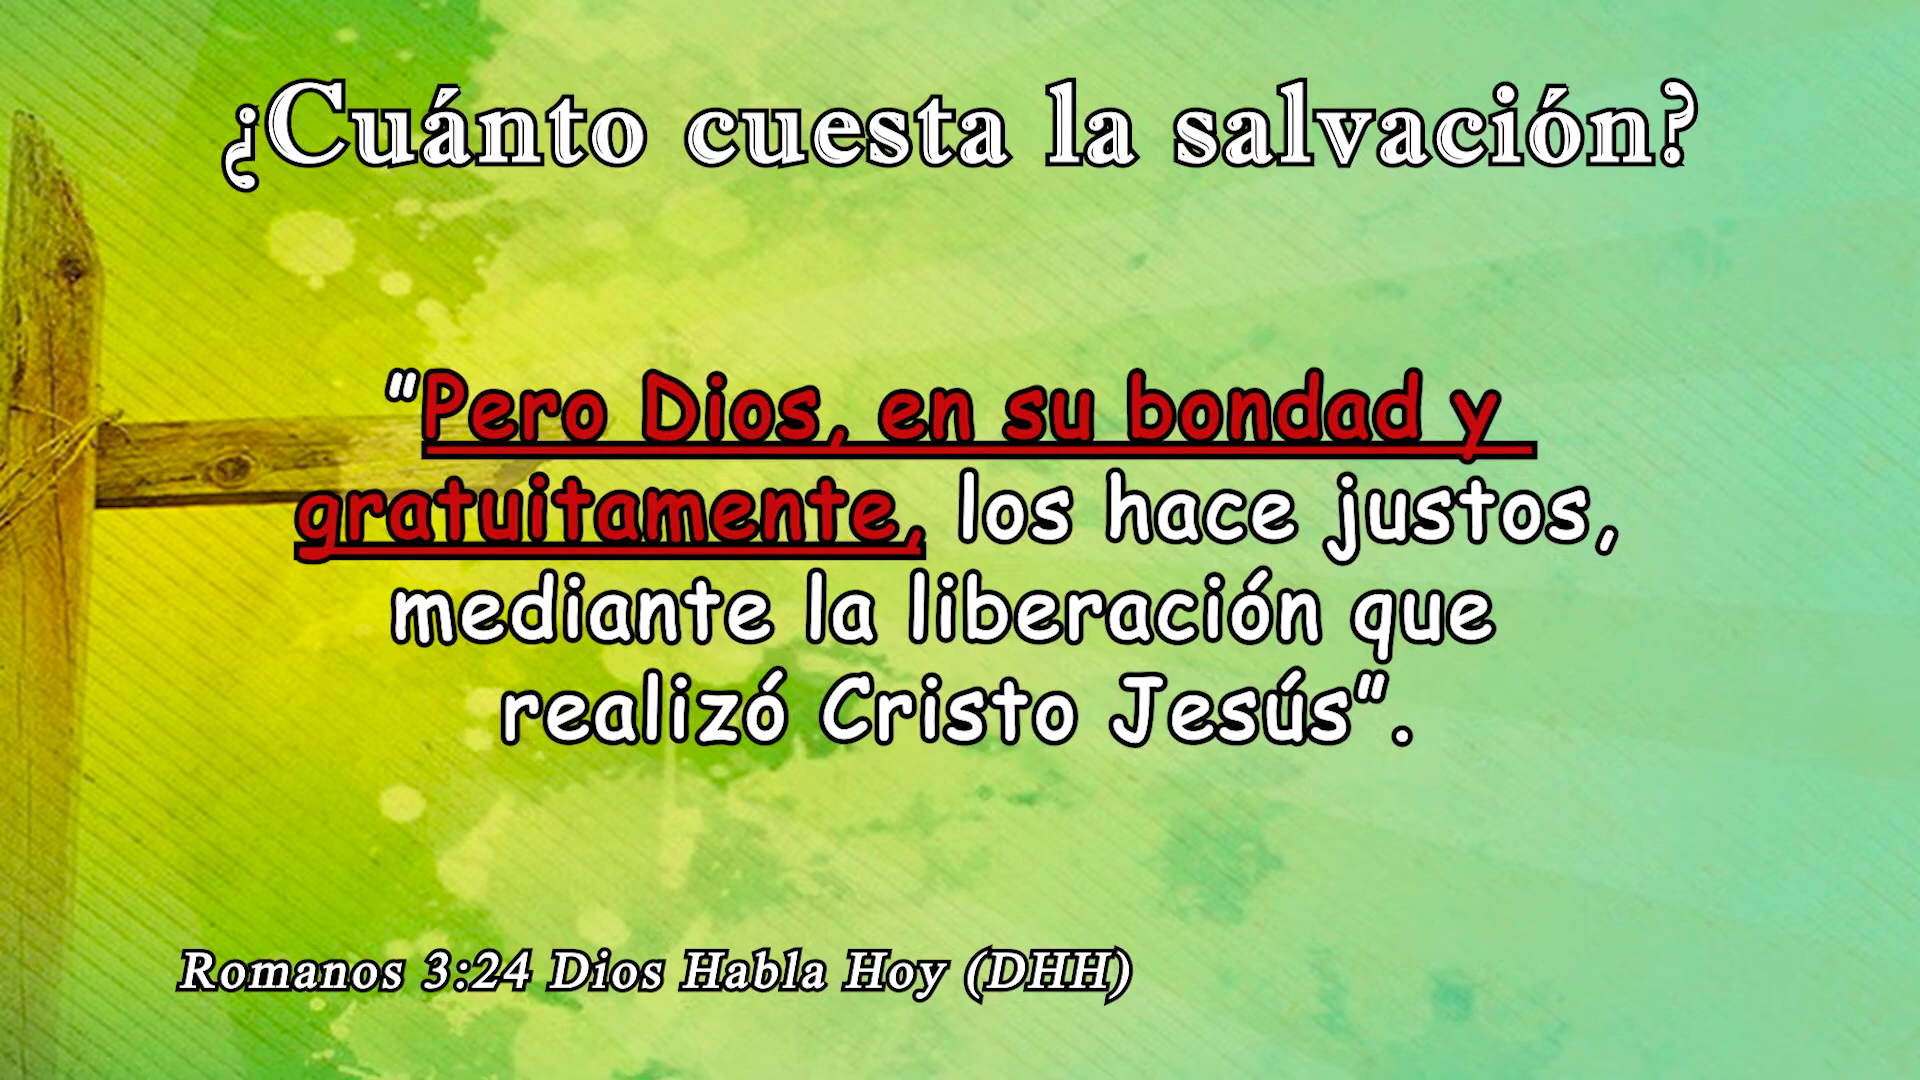 ¿Cuánto cuesta la salvación?
“Pero Dios, en su bondad y
gratuitamente, los hace justos,
mediante la liberación que
realizó Cristo Jesús”.
Romanos 3:24 Dios Habla Hoy (DHH)